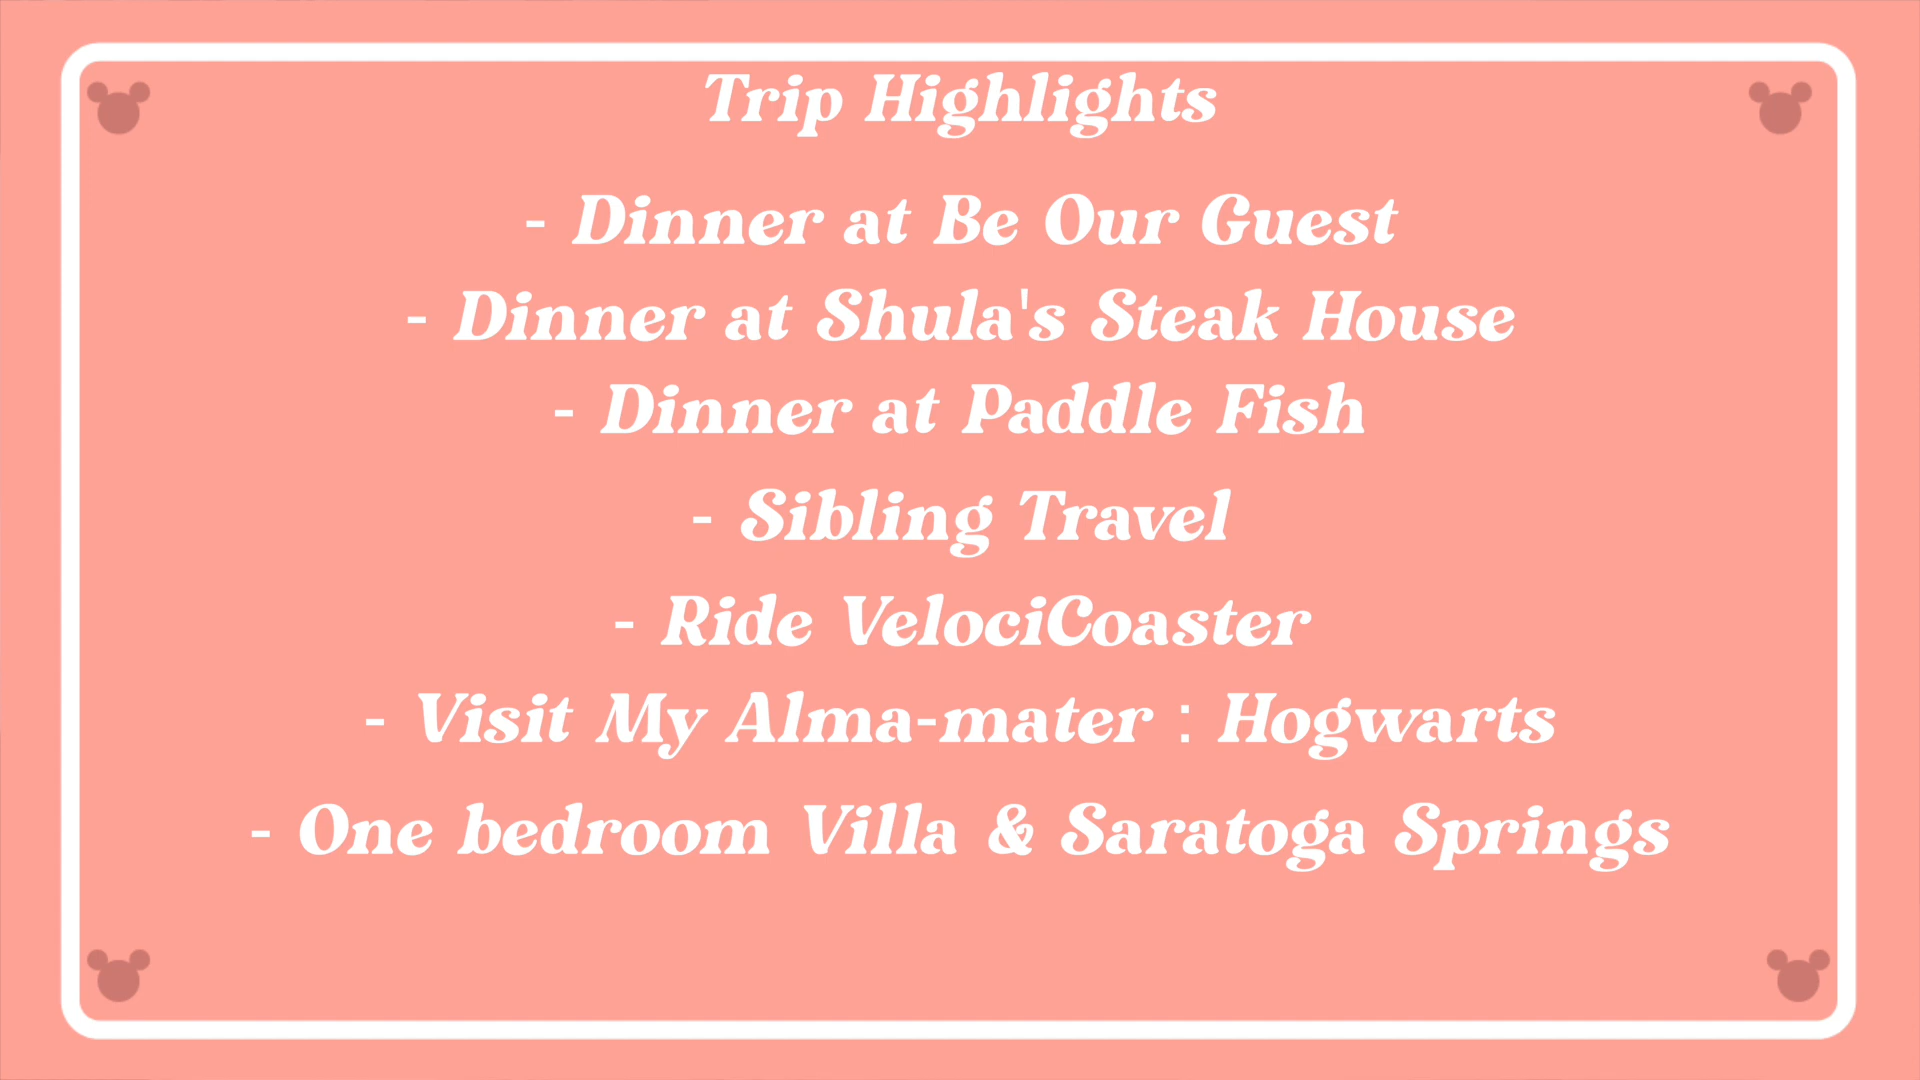 Trip Highlights
- Dinner at Be Our Guest
- Dinner at Shula's Steak House
- Dinner at Paddle Fish
- Sibling Travel
- Ride VelociCoaster
- Visit My Alma-mater : Hogwarts
- One bedroom Villa & Saratoga Springs